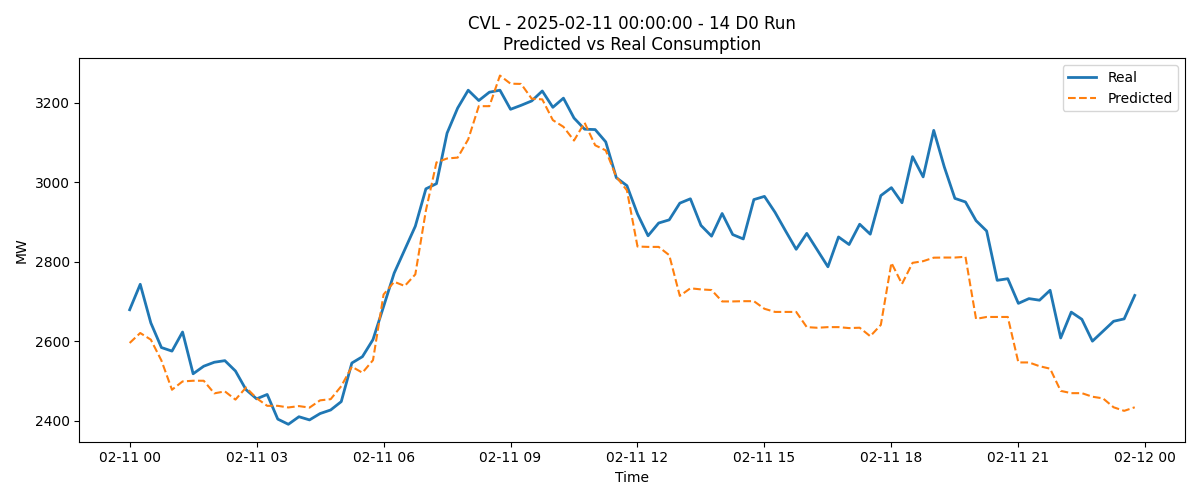 CVL - 2025-02-11 00:00:00 - 14 D0 Run
Predicted vs Real Consumption
Real
Predicted
MW
3200
3000
2800
2600
2400
02-11 00
02-11 03
02-11 06
02-11 09
02-11 12
02-11 15
02-11 18
02-11 21
02-12 00
Time